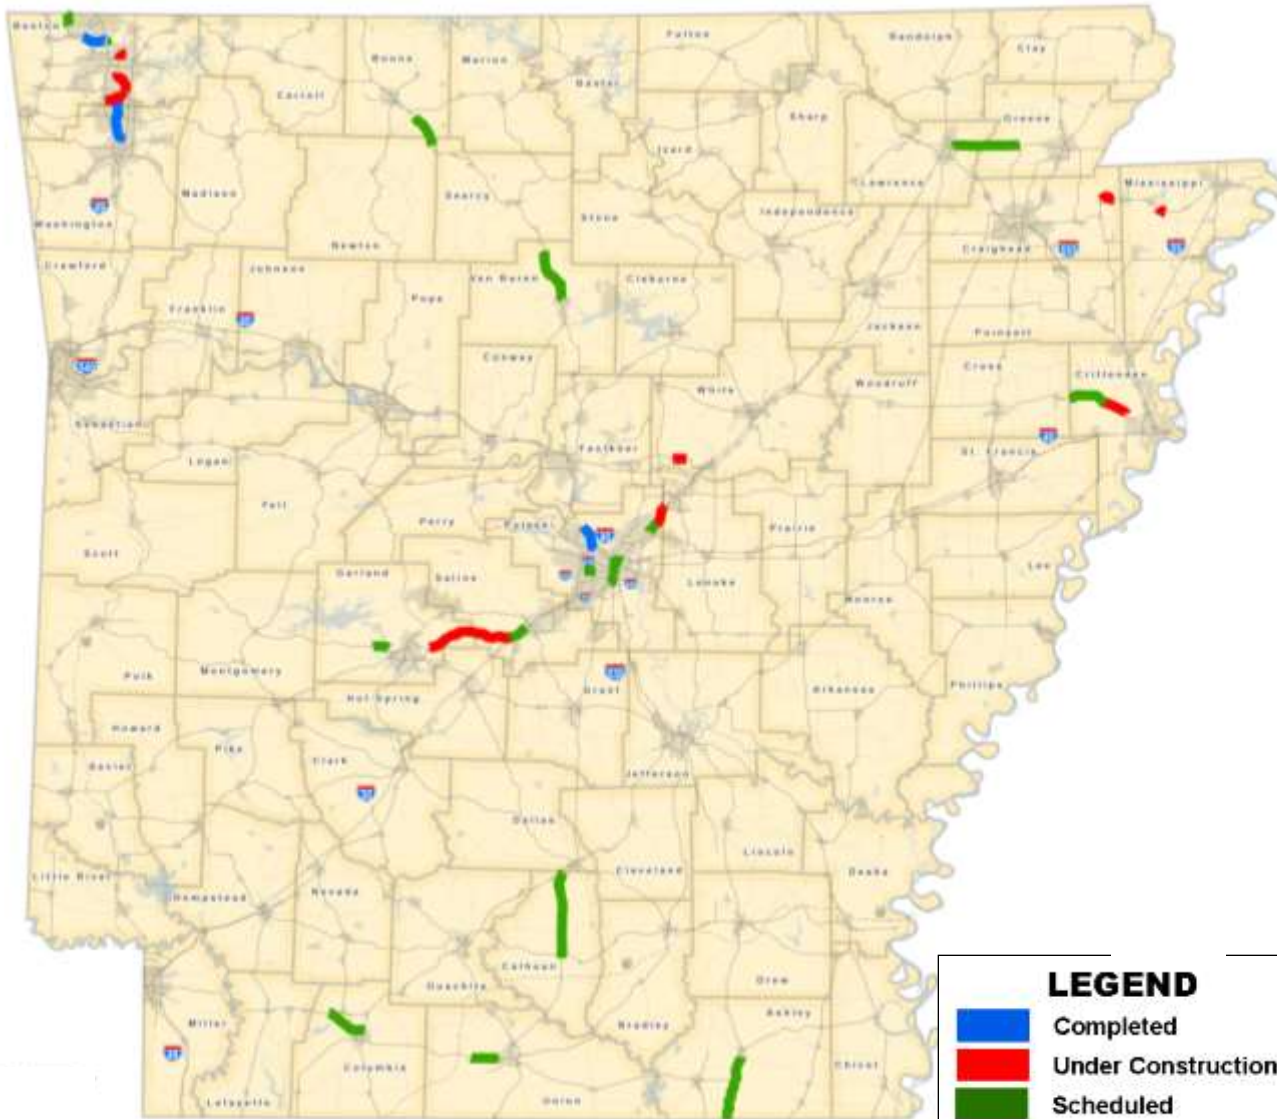 Benton
Carroll
Boone
Marion
Baxter
Fulton
Randolph
Clay
Sharp
Greene
Izard
Lawrence
Madison
Washington
Newton
Searcy
Stone
Independence
Craighead
Mississippi
Crawford
Franklin
Johnson
Pope
Van Buren
Cleburne
Jackson
Poinsett
Conway
White
Woodruff
Cross
Crittenden
Sebastian
Logan
Faulkner
St. Francis
Scott
Yell
Perry
Pulaski
Prairie
Lee
Garland
Saline
Lonoke
Monroe
Polk
Montgomery
Hot Spring
Grant
Arkansas
Phillips
Howard
Pike
Clark
Jefferson
Dallas
Cleveland
Lincoln
Desha
Little River
Hempstead
Nevada
Calhoun
Ouachita
Bradley
Drew
Ashley
Chicot
Miller
Lafayette
Columbia
Union
LEGEND
Completed
Under Construction
Scheduled